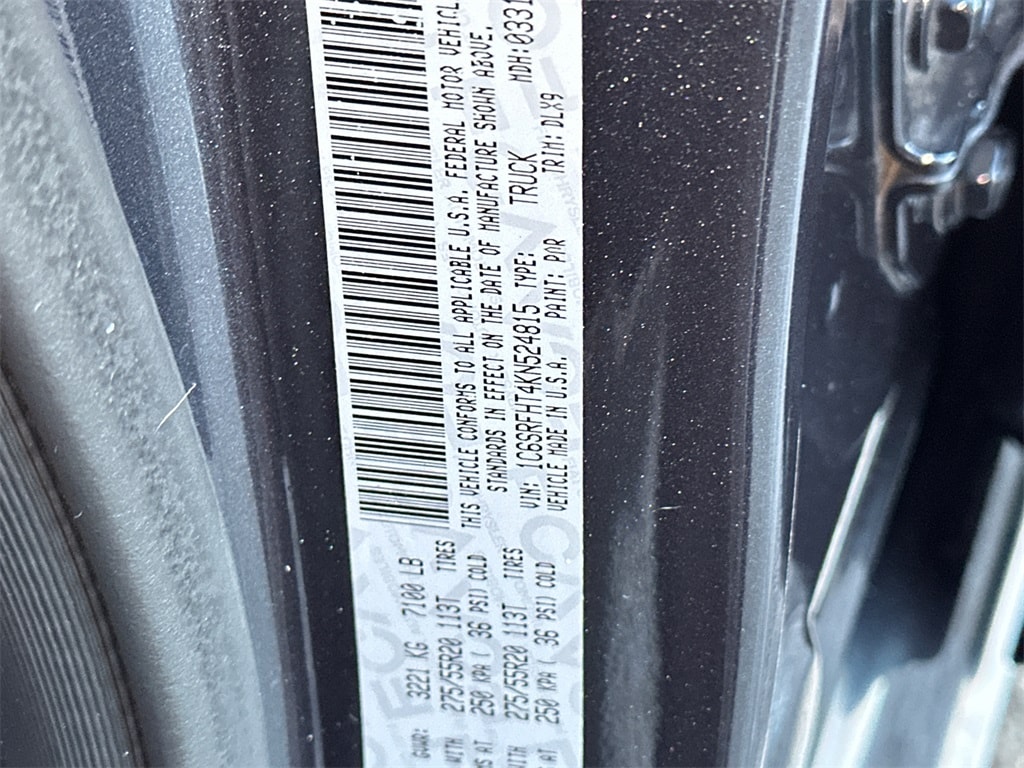 GVWR: 3221 KG 7100 LB
WITH 275/55R20 113T TIRES
MS AT 250 KPA ( 36 PSI) COLD
WITH 275/55R20 113T TIRES
AT 250 KPA ( 36 PSI) COLD
THIS VEHICLE CONFORMS TO ALL APPLICABLE U.S.A. FEDERAL MOTOR VEHICL
STANDARDS IN EFFECT ON THE DATE OF MANUFACTURE SHOWN ABOVE.
VIN: 1C6SRFHT4KN524815 TYPE: TRUCK MDH:0331
VEHICLE MADE IN U.S.A. PAINT: PAR TRIM: DLX9